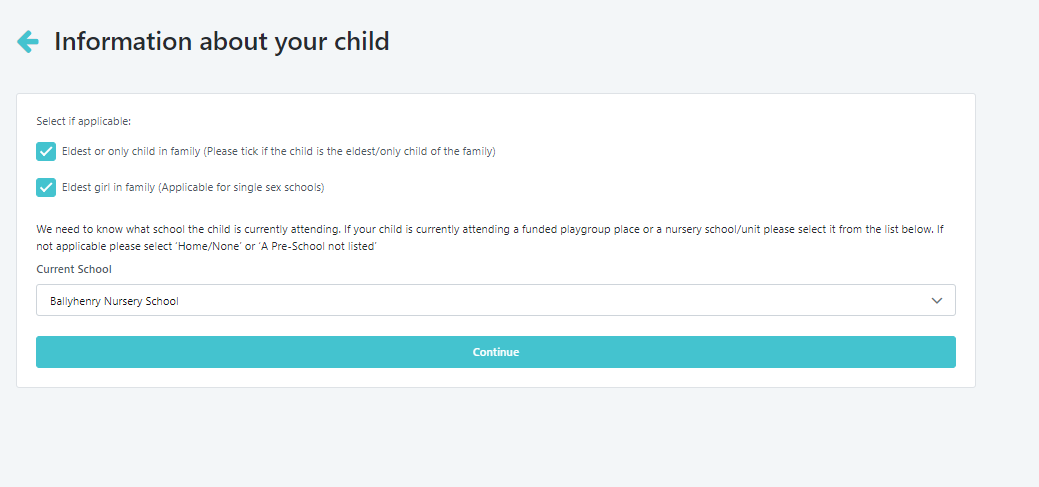 Information about your child
Select if applicable:
Eldest or only child in family (Please tick if the child is the eldest/only child of the family)
Eldest girl in family (Applicable for single sex schools)
We need to know what school the child is currently attending. If your child is currently attending a funded playgroup place or a nursery school/unit please select it from the list below. If
not applicable please select 'Home/None' or 'A Pre-School not listed'
Current School
Ballyhenry Nursery School
Continue